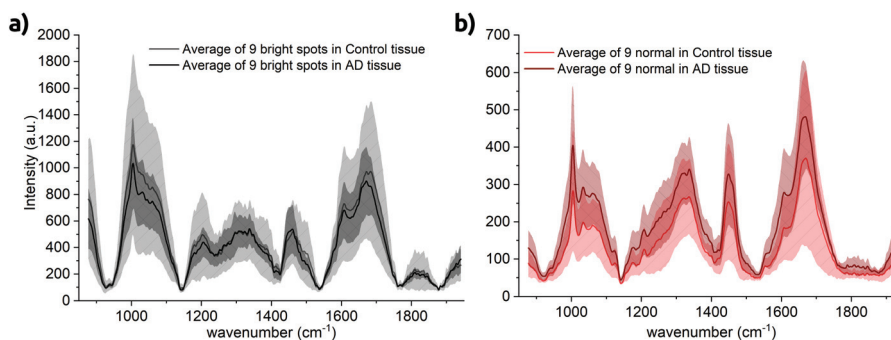 a)
2000
1800
1600
1400
1200
1000
800
600
400
200
0
Intensity (a.u.)
Average of 9 bright spots in Control tissue
Average of 9 bright spots in AD tissue
1000 1200 1400 1600 1800
wavenumber (cm⁻¹)
b)
700
600
500
400
300
200
100
0
Average of 9 normal in Control tissue
Average of 9 normal in AD tissue
1000 1200 1400 1600 1800
wavenumber (cm⁻¹)